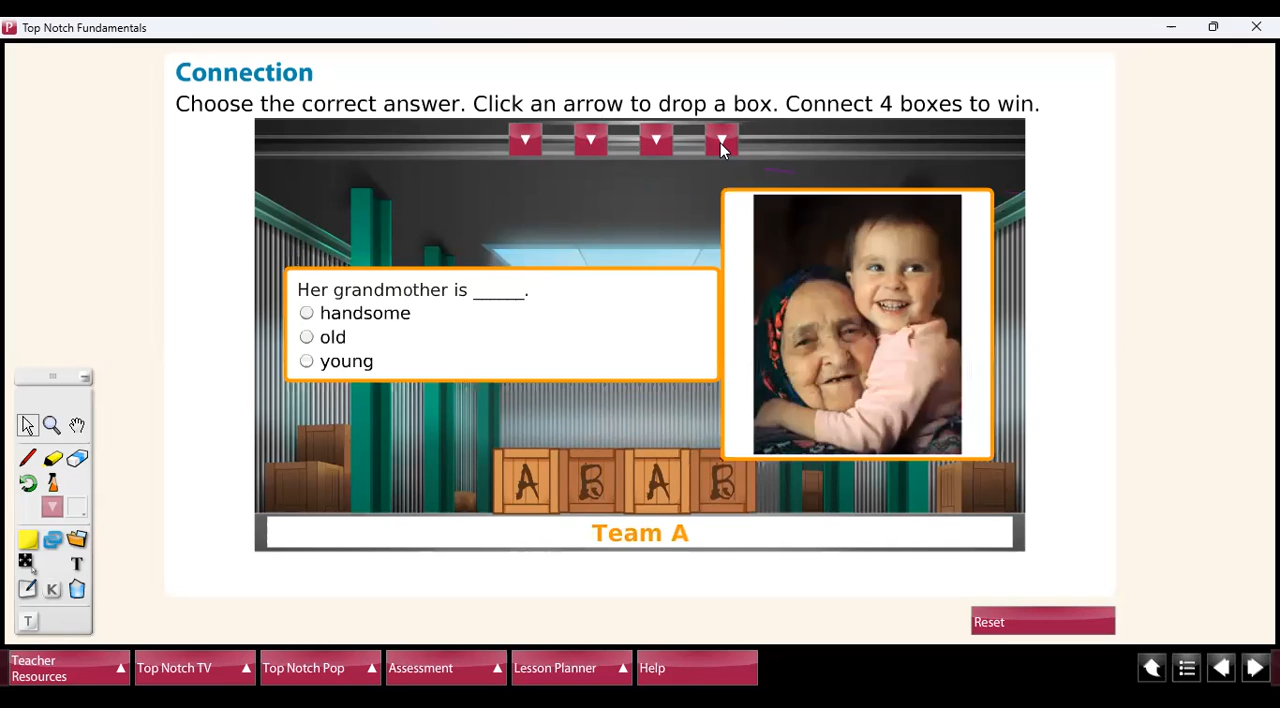 Top Notch Fundamentals
Connection
Choose the correct answer. Click an arrow to drop a box. Connect 4 boxes to win.
Her grandmother is ______.
handsome
old
young
A B A B
Team A
K T
T
Reset
Teacher Resources
Top Notch TV
Top Notch Pop
Assessment
Lesson Planner
Help